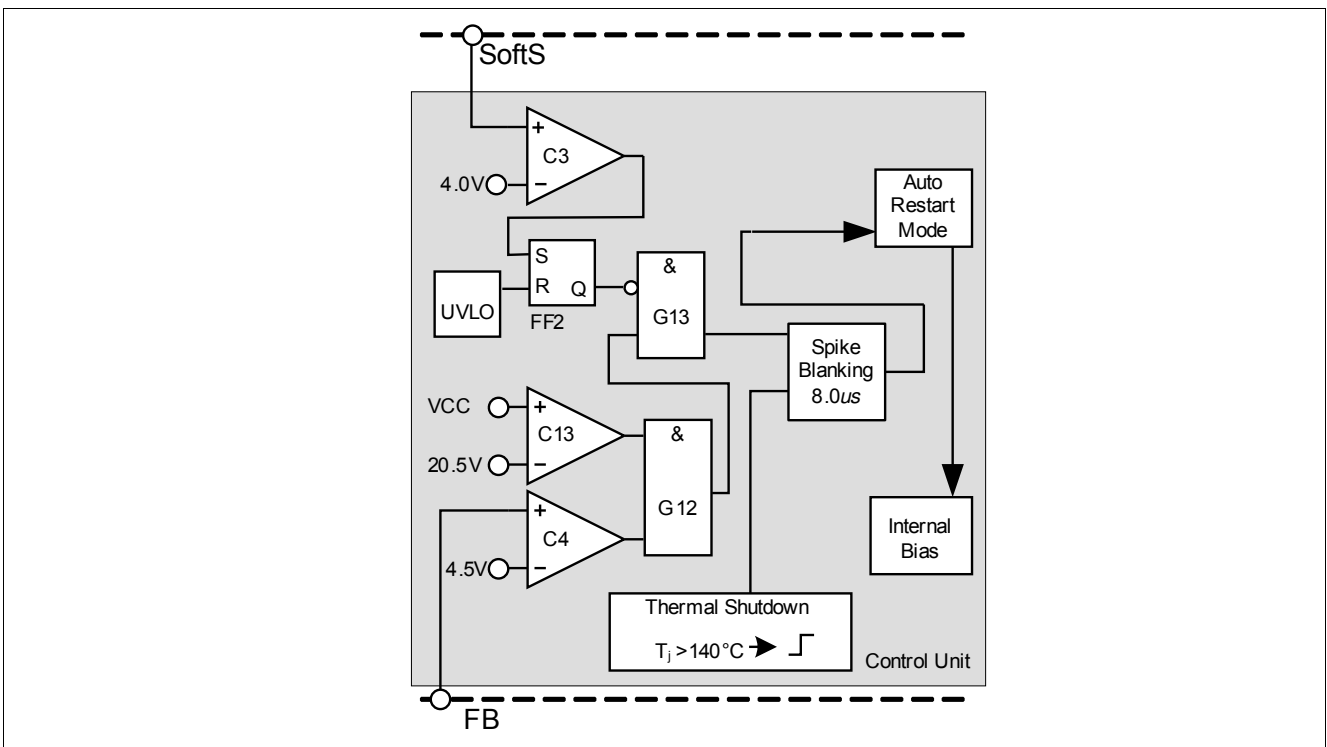 SoftS
+
C3
4.0V
−
Auto
Restart
Mode
S
R Q
UVLO
FF2
&
G13
Spike
Blanking
8.0us
VCC
+
C13
20.5V
−
&
G12
+
C4
4.5V
−
Internal
Bias
Thermal Shutdown
Tj >140°C
Control Unit
FB